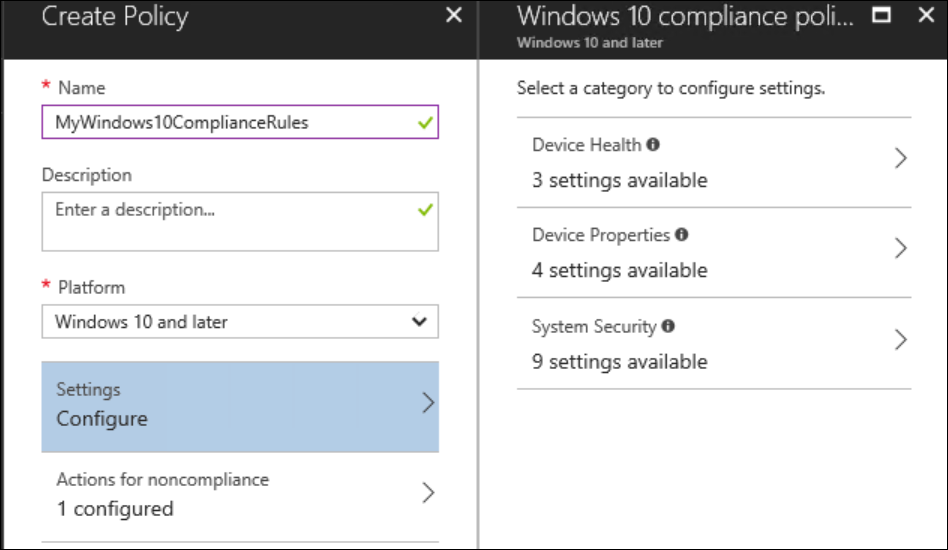 Create Policy
* Name
MyWindows10ComplianceRules
Description
Enter a description...
* Platform
Windows 10 and later
Settings
Configure
Actions for noncompliance
1 configured
Windows 10 compliance poli...
Windows 10 and later
Select a category to configure settings.
Device Health
3 settings available
Device Properties
4 settings available
System Security
9 settings available